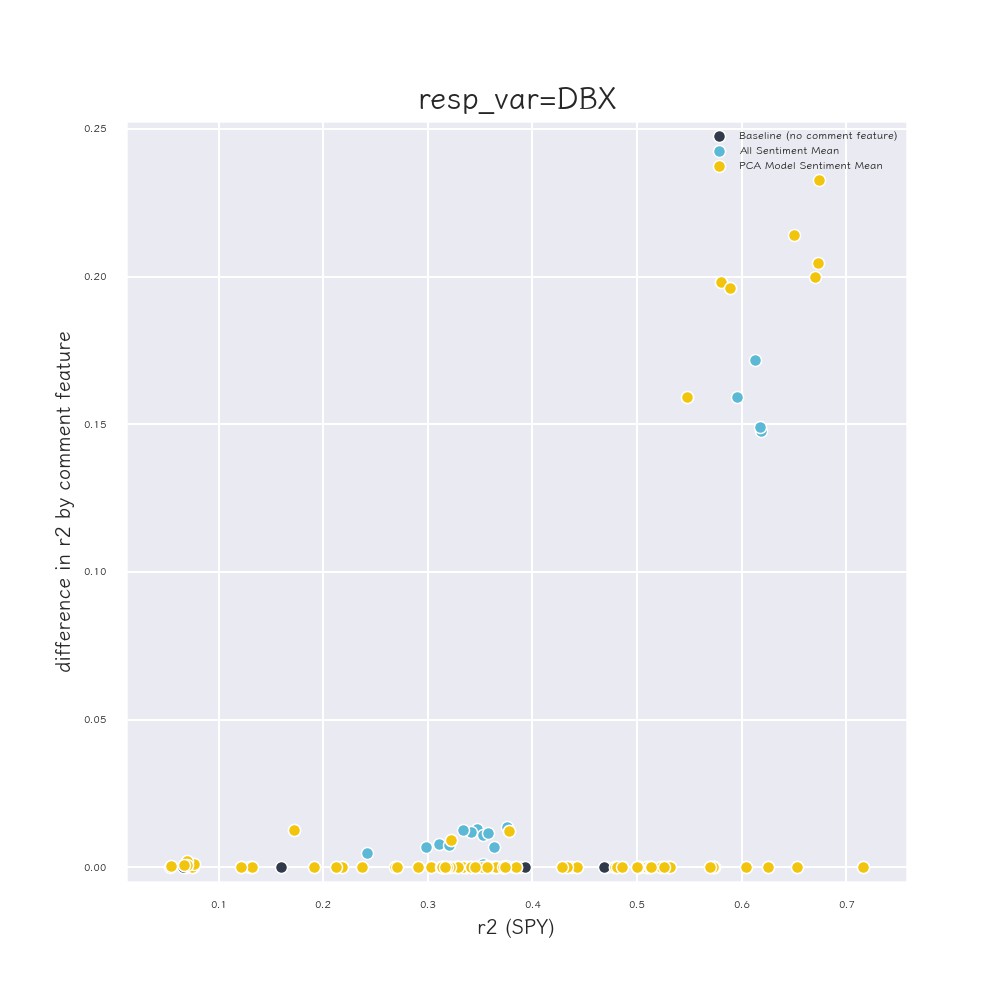 resp_var=DBX
0.25
Baseline (no comment feature)
All Sentiment Mean
PCA Model Sentiment Mean
0.20
0.15
0.10
0.05
0.00
difference in r2 by comment feature
0.1 0.2 0.3 0.4 0.5 0.6 0.7
r2 (SPY)